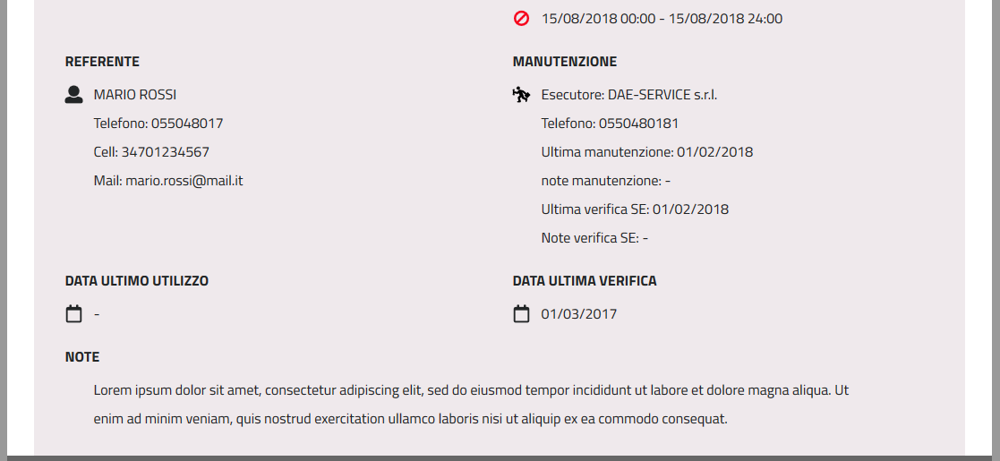 15/08/2018 00:00 - 15/08/2018 24:00
REFERENTE
MARIO ROSSI
Telefono: 055048017
Cell: 34701234567
Mail: mario.rossi@mail.it
MANUTENZIONE
Esecutore: DAE-SERVICE s.r.l.
Telefono: 0550480181
Ultima manutenzione: 01/02/2018
note manutenzione: -
Ultima verifica SE: 01/02/2018
Note verifica SE: -
DATA ULTIMO UTILIZZO
-
DATA ULTIMA VERIFICA
01/03/2017
NOTE
Lorem ipsum dolor sit amet, consectetur adipiscing elit, sed do eiusmod tempor incididunt ut labore et dolore magna aliqua. Ut
enim ad minim veniam, quis nostrud exercitation ullamco laboris nisi ut aliquip ex ea commodo consequat.